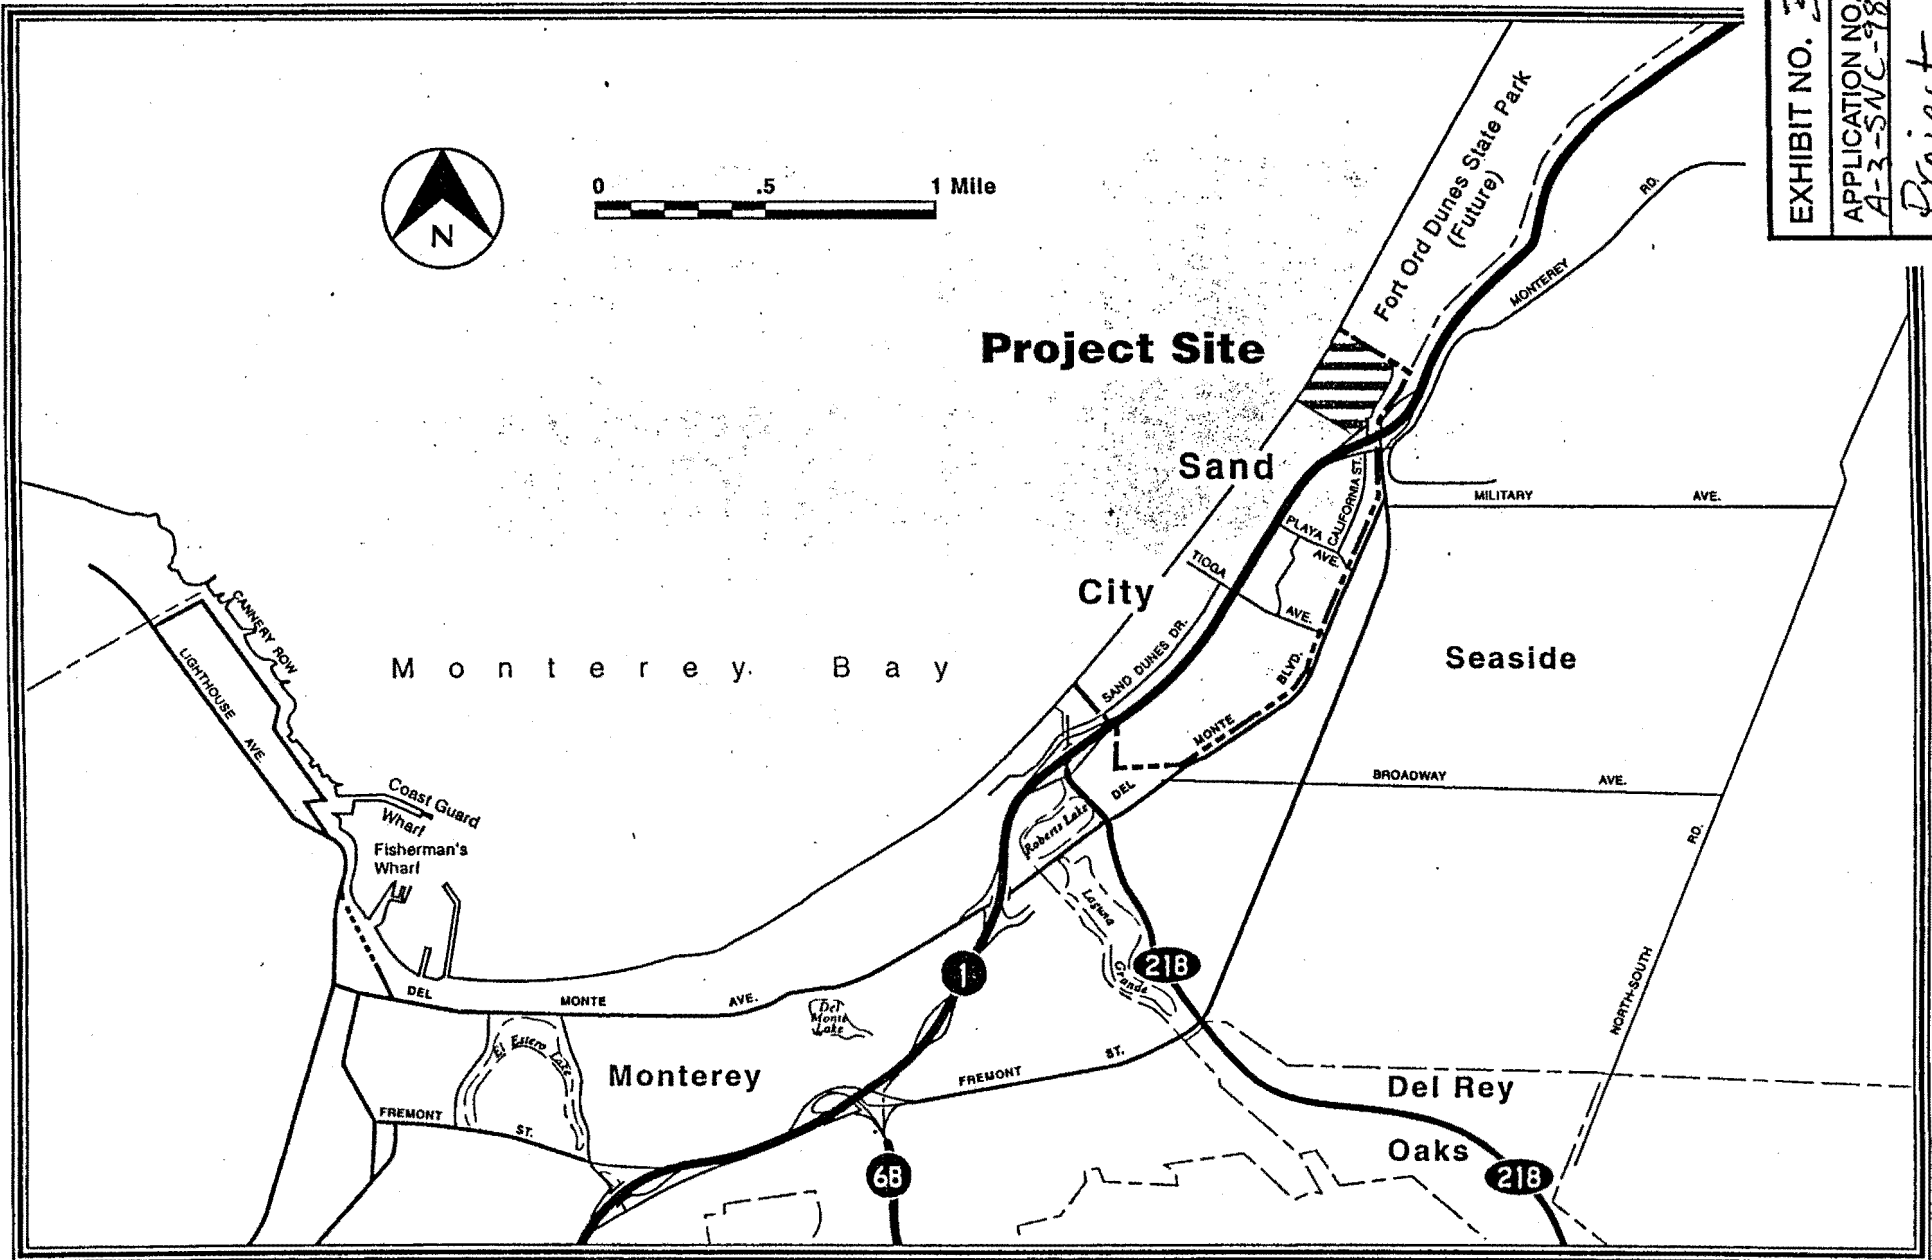 EXHIBIT NO.
APPLICATION NO.
A-3-SNC-98
Project
N
0 .5 1 Mile
Fort Ord Dunes State Park
(Future)
MONTEREY RD.
Project Site
Sand
City
CALIFORNIA ST.
PLAYA AVE.
TIOGA AVE.
SAND DUNES DR.
MILITARY AVE.
Seaside
Monterey Bay
CANNERY ROW
LIGHTHOUSE AVE.
Coast Guard
Wharf
Fisherman's
Wharf
DEL MONTE BLVD.
BROADWAY AVE.
Roberts Lake
Laguna
Grande
NORTH-SOUTH RD.
1
218
DEL MONTE AVE.
Del
Monte
Lake
El Estero Lake
Monterey
FREMONT ST.
FREMONT ST.
68
Del Rey
Oaks
218